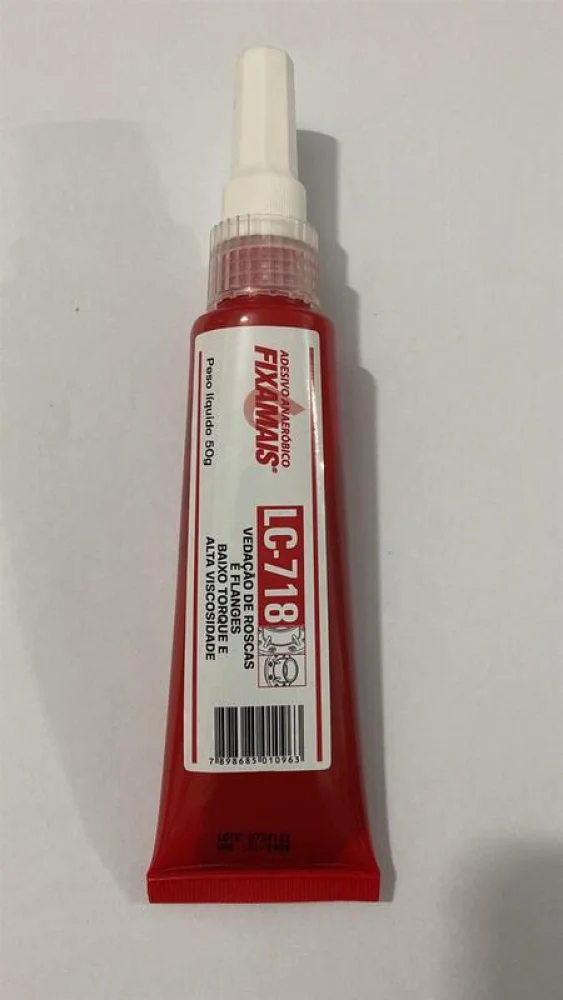 ADESIVO ANAERÓBICO
FIXAMAIS®
Peso líquido 50g
LC-718
VEDAÇÃO DE ROSCAS
E FLANGES
BAIXO TORQUE E
ALTA VISCOSIDADE
7 898685 010963